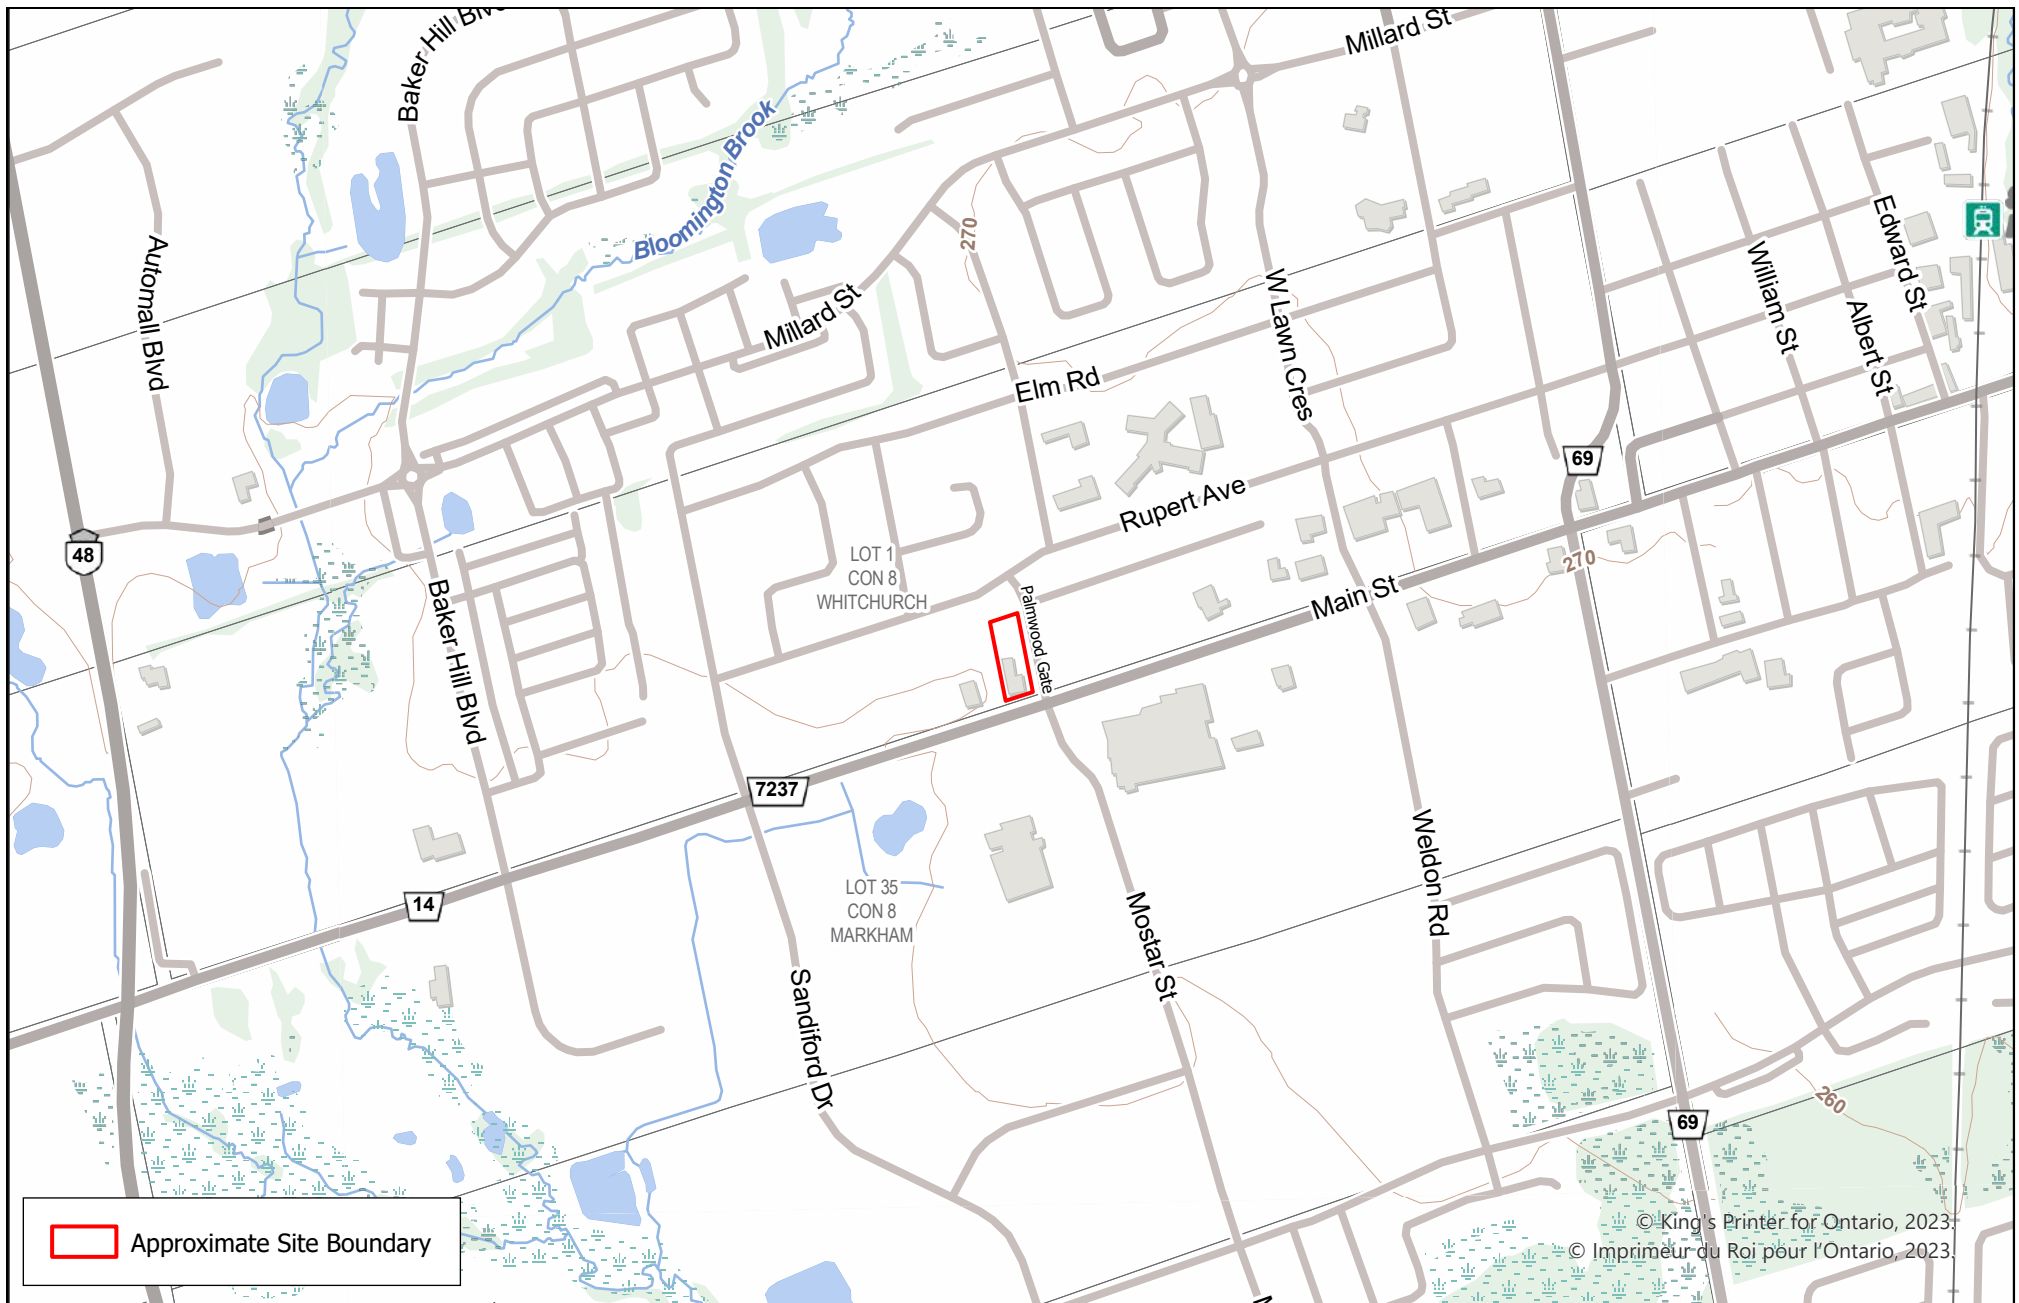 Baker Hill Blv
Millard St
Bloomington Brook
Automall Blvd
270
Edward St
William St
Albert St
W Lawn Cres
Millard St
Elm Rd
69
Rupert Ave
48
LOT 1
CON 8
WHITCHURCH
270
Palmwood Gate
Main St
Baker Hill Blvd
7237
Weldon Rd
LOT 35
CON 8
MARKHAM
14
Mostar St
Sandiford Dr
260
69
Approximate Site Boundary
© King's Printer for Ontario, 2023.
© Imprimeur du Roi pour l'Ontario, 2023.